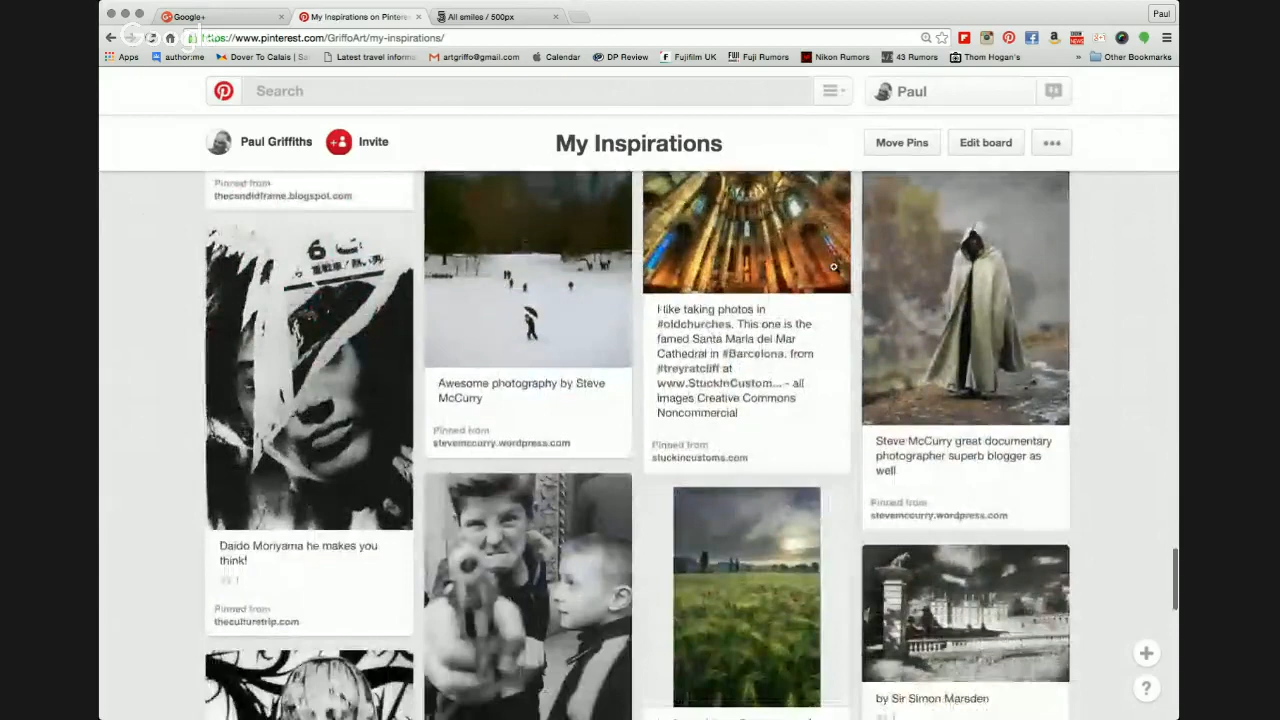 Google+
My Inspirations on Pinteres
All smiles / 500px
Paul
https://www.pinterest.com/GriffoArt/my-inspirations/
Apps
author:me
Dover To Calais | Sa
Latest travel informa
artgriffo@gmail.com
Calendar
DP Review
Fujifilm UK
Fuji Rumors
Nikon Rumors
43 Rumors
Thom Hogan's
»
Other Bookmarks
Search
Paul
Paul Griffiths
Invite
My Inspirations
Move Pins
Edit board
Pinned from
thecandidframe.blogspot.com
Daido Moriyama he makes you
think!
Pinned from
theculturetrip.com
Awesome photography by Steve
McCurry
Pinned from
stevemccurry.wordpress.com
I like taking photos in
#oldchurches. This one is the
famed Santa Maria del Mar
Cathedral in #Barcelona. from
#treyratcliff at
www.StuckInCustom... - all
images Creative Commons
Noncommercial
Pinned from
stuckincustoms.com
Steve McCurry great documentary
photographer superb blogger as
well
Pinned from
stevemccurry.wordpress.com
by Sir Simon Marsden
+
?